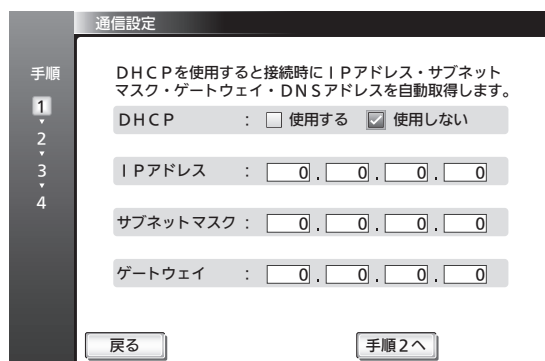 通信設定
手順
1
2
3
4
DHCPを使用すると接続時にIPアドレス・サブネット
マスク・ゲートウェイ・DNSアドレスを自動取得します。
DHCP : 使用する 使用しない
IPアドレス : 0 . 0 . 0 . 0
サブネットマスク : 0 . 0 . 0 . 0
ゲートウェイ : 0 . 0 . 0 . 0
戻る 手順2へ